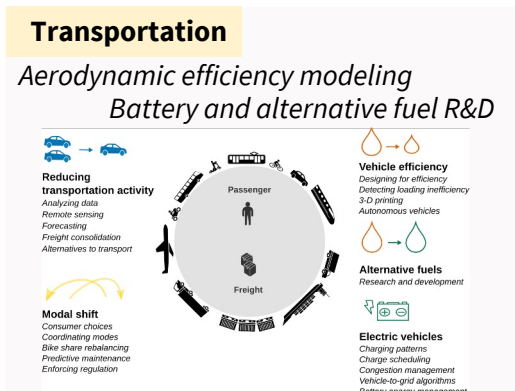 Transportation
Aerodynamic efficiency modeling
Battery and alternative fuel R&D
Reducing
transportation activity
Analyzing data
Remote sensing
Forecasting
Freight consolidation
Alternatives to transport
Modal shift
Consumer choices
Coordinating modes
Bike share rebalancing
Predictive maintenance
Enforcing regulation
Passenger
Freight
Vehicle efficiency
Designing for efficiency
Detecting loading inefficiency
3-D printing
Autonomous vehicles
Alternative fuels
Research and development
Electric vehicles
Charging patterns
Charge scheduling
Congestion management
Vehicle-to-grid algorithms
Battery energy management